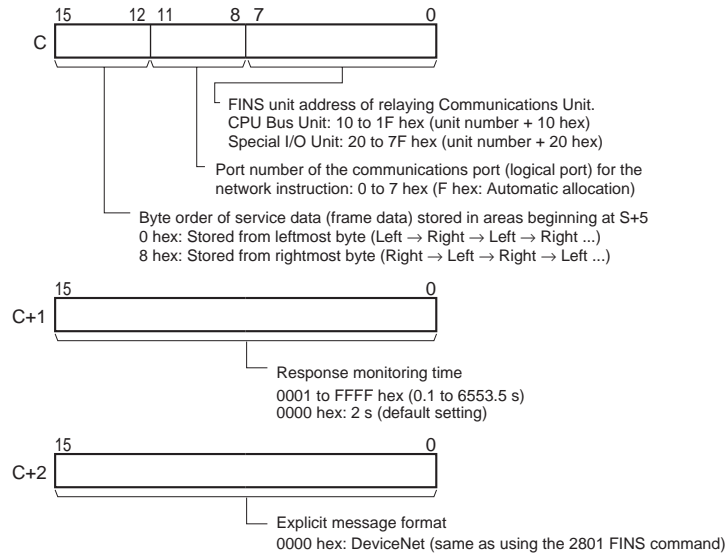 15 12 11 8 7 0
C
FINS unit address of relaying Communications Unit.
CPU Bus Unit: 10 to 1F hex (unit number + 10 hex)
Special I/O Unit: 20 to 7F hex (unit number + 20 hex)
Port number of the communications port (logical port) for the
network instruction: 0 to 7 hex (F hex: Automatic allocation)
Byte order of service data (frame data) stored in areas beginning at S+5
0 hex: Stored from leftmost byte (Left → Right → Left → Right ...)
8 hex: Stored from rightmost byte (Right → Left → Right → Left ...)
15 0
C+1
Response monitoring time
0001 to FFFF hex (0.1 to 6553.5 s)
0000 hex: 2 s (default setting)
15 0
C+2
Explicit message format
0000 hex: DeviceNet (same as using the 2801 FINS command)